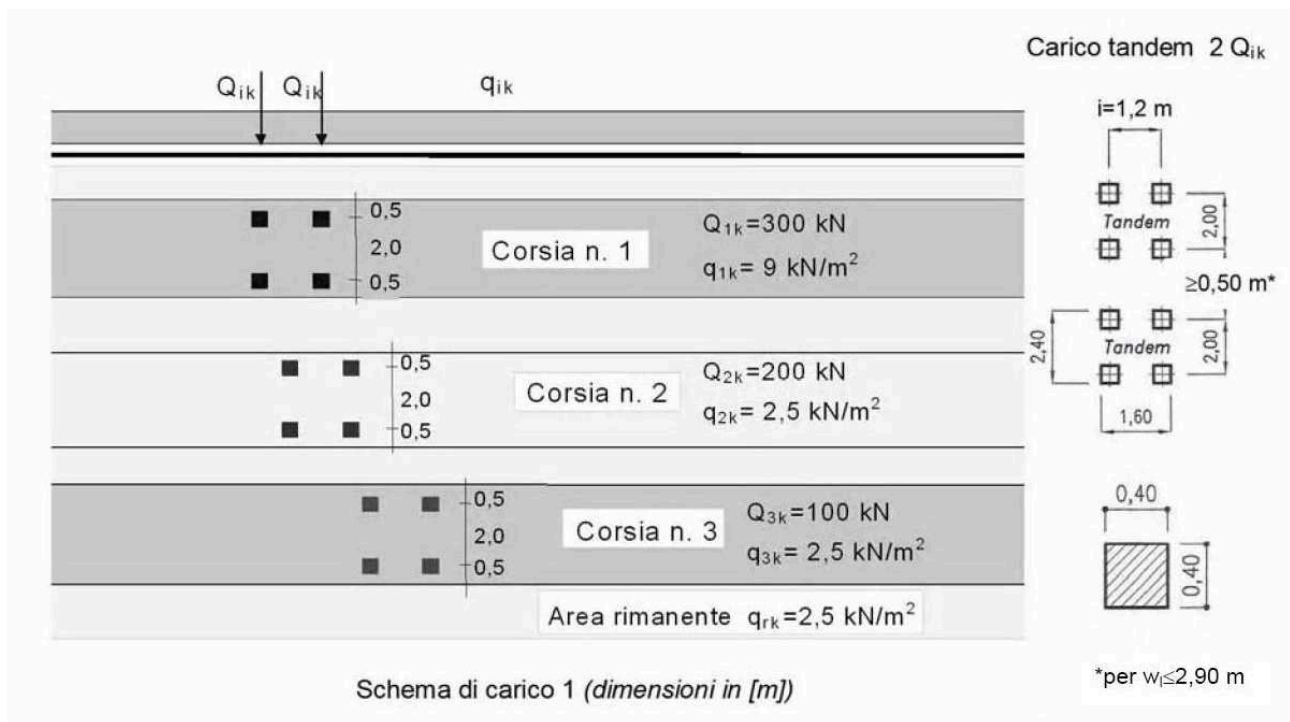 Carico tandem 2 Qik
Qik Qik qik
i=1,2 m
0,5
2,0
0,5
Corsia n. 1
Q1k=300 kN
q1k= 9 kN/m²
Tandem
2,00
≥0,50 m*
0,5
2,0
0,5
Corsia n. 2
Q2k=200 kN
q2k= 2,5 kN/m²
2,40
Tandem
2,00
1,60
0,5
2,0
0,5
Corsia n. 3
Q3k=100 kN
q3k= 2,5 kN/m²
0,40
0,40
Area rimanente qrk=2,5 kN/m²
Schema di carico 1 (dimensioni in [m])
*per wl≤2,90 m